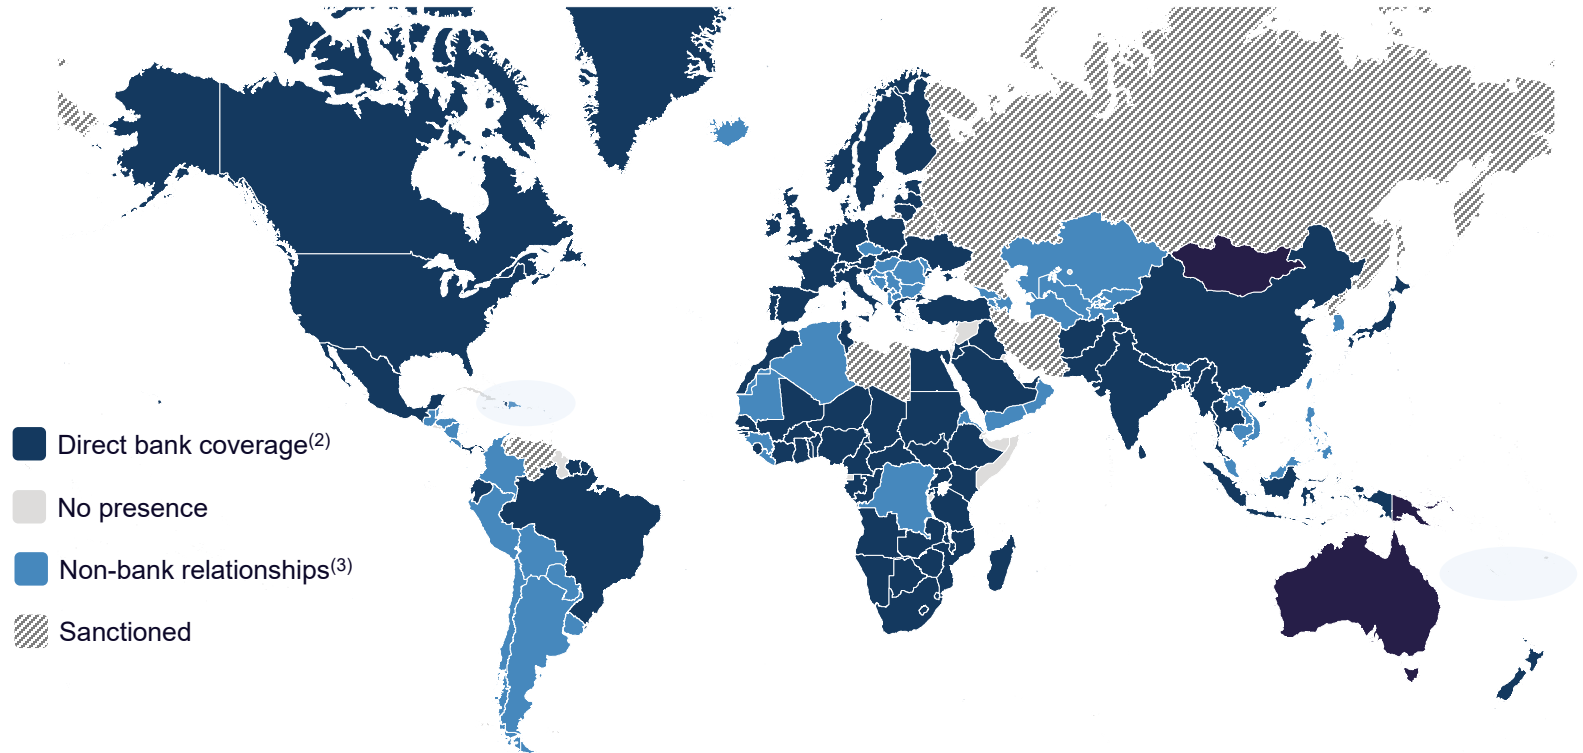 Direct bank coverage(2)
No presence
Non-bank relationships(3)
Sanctioned